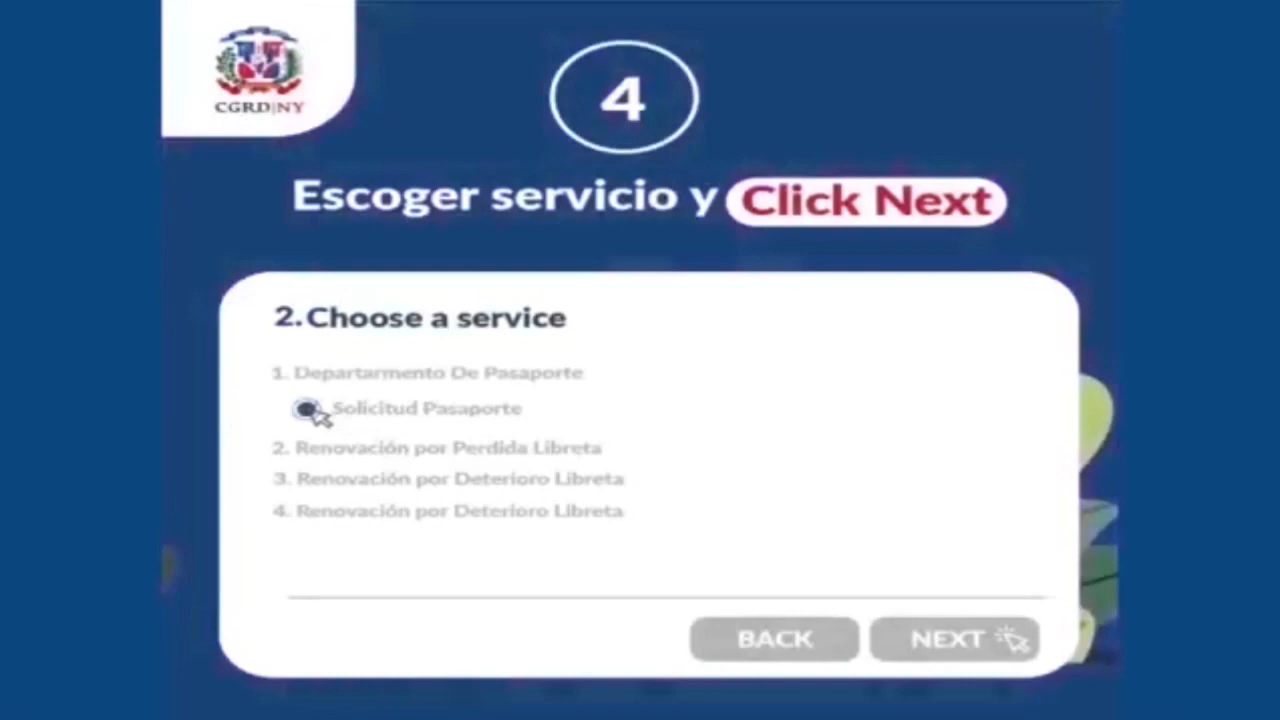 CGRD|NY
4
Escoger servicio y Click Next
2. Choose a service
1. Departarmento De Pasaporte
Solicitud Pasaporte
2. Renovación por Perdida Libreta
3. Renovación por Deterioro Libreta
4. Renovación por Deterioro Libreta
BACK NEXT